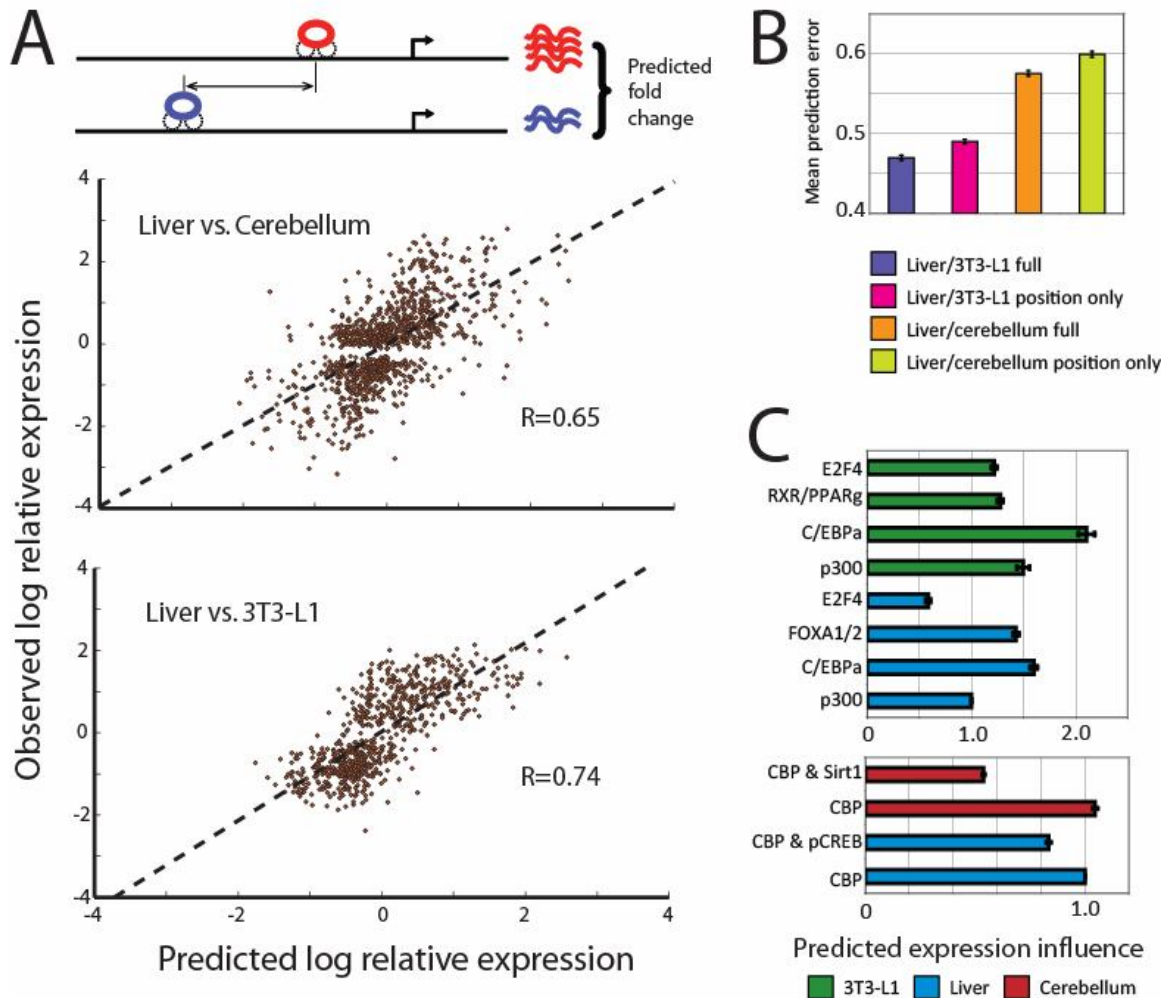 A
Predicted
fold
change
Liver vs. Cerebellum
4
2
0
-2
-4
R=0.65
-2
0
2
4
Observed log relative expression
Liver vs. 3T3-L1
4
2
0
-2
-4
R=0.74
-4
-2
0
2
4
Predicted log relative expression
B
Mean prediction error
0.6
0.5
0.4
Liver/3T3-L1 full
Liver/3T3-L1 position only
Liver/cerebellum full
Liver/cerebellum position only
C
E2F4
RXR/PPARg
C/EBPa
p300
E2F4
FOXA1/2
C/EBPa
p300
0
1.0
2.0
CBP & Sirt1
CBP
CBP & pCREB
CBP
0
1.0
Predicted expression influence
3T3-L1
Liver
Cerebellum